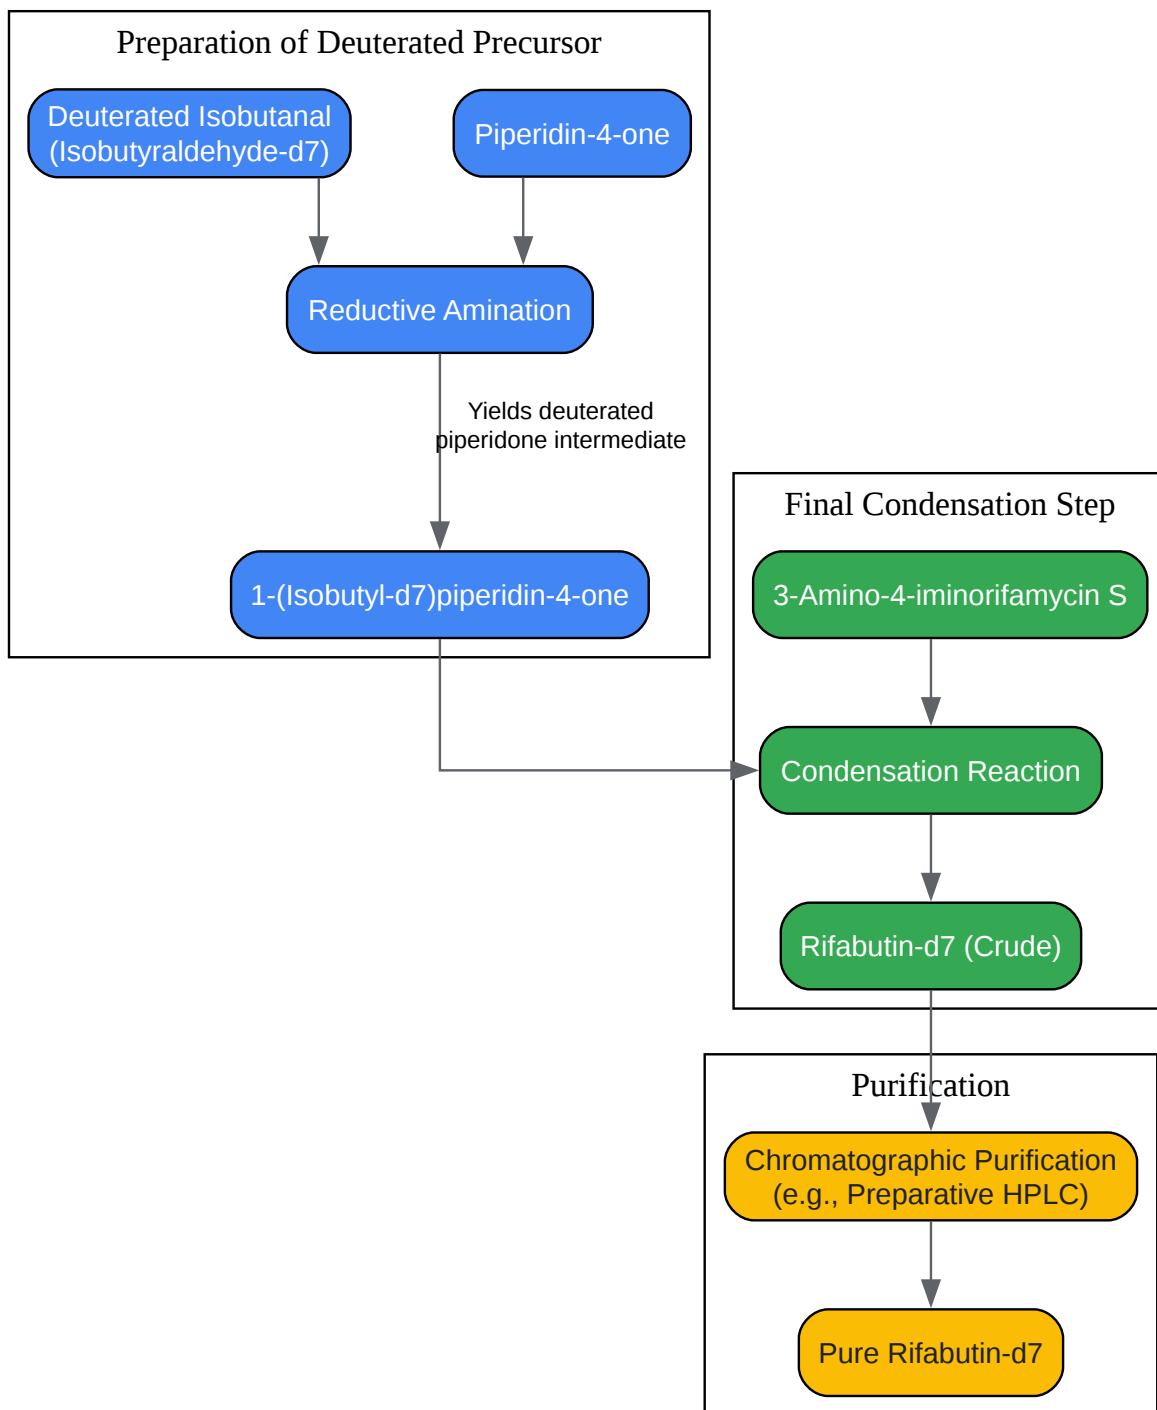 Preparation of Deuterated Precursor
Deuterated Isobutanal
(Isobutyraldehyde-d7)
Piperidin-4-one
Reductive Amination
Yields deuterated
piperidone intermediate
1-(Isobutyl-d7)piperidin-4-one
Final Condensation Step
3-Amino-4-iminorifamycin S
Condensation Reaction
Rifabutin-d7 (Crude)
Purification
Chromatographic Purification
(e.g., Preparative HPLC)
Pure Rifabutin-d7